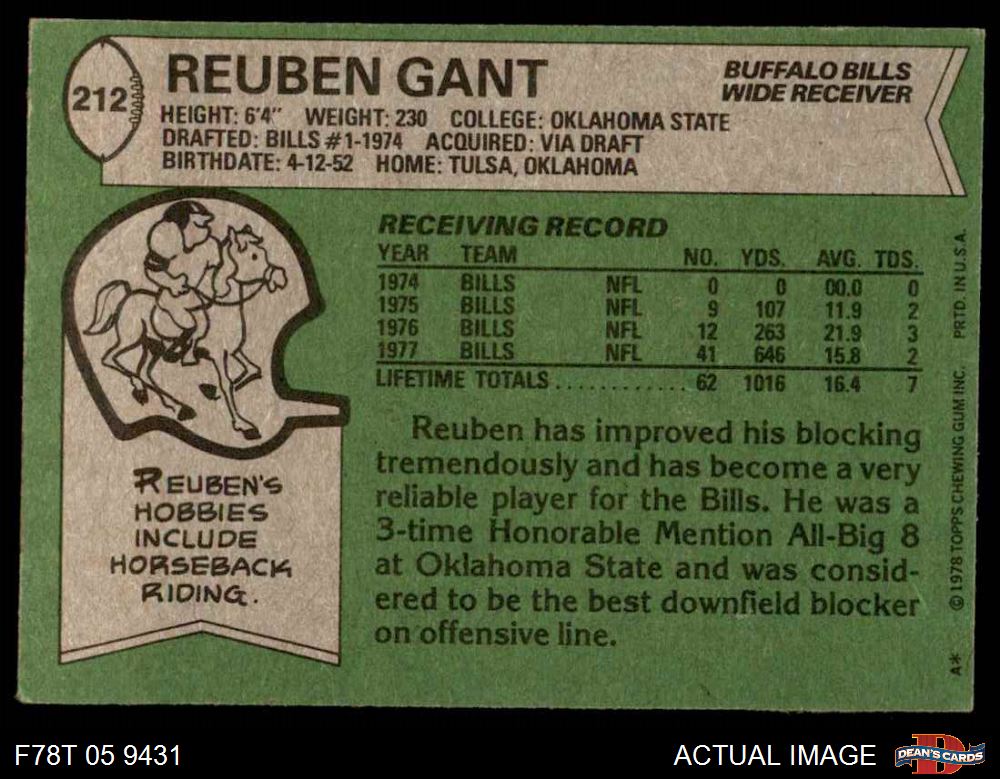 212
REUBEN GANT
BUFFALO BILLS
WIDE RECEIVER
HEIGHT: 6'4" WEIGHT: 230 COLLEGE: OKLAHOMA STATE
DRAFTED: BILLS #1-1974 ACQUIRED: VIA DRAFT
BIRTHDATE: 4-12-52 HOME: TULSA, OKLAHOMA
RECEIVING RECORD
YEAR TEAM NO. YDS. AVG. TDS.
1974 BILLS NFL 0 0 00.0 0
1975 BILLS NFL 9 107 11.9 2
1976 BILLS NFL 12 263 21.9 3
1977 BILLS NFL 41 646 15.8 2
LIFETIME TOTALS............ 62 1016 16.4 7
Reuben has improved his blocking
tremendously and has become a very
reliable player for the Bills. He was a
3-time Honorable Mention All-Big 8
at Oklahoma State and was consid-
ered to be the best downfield blocker
on offensive line.
REUBEN'S
HOBBIES
INCLUDE
HORSEBACK
RIDING.
A* © 1978 TOPPS CHEWING GUM INC. PRTD. IN U.S.A.
F78T 05 9431
ACTUAL IMAGE
DEAN'S CARDS